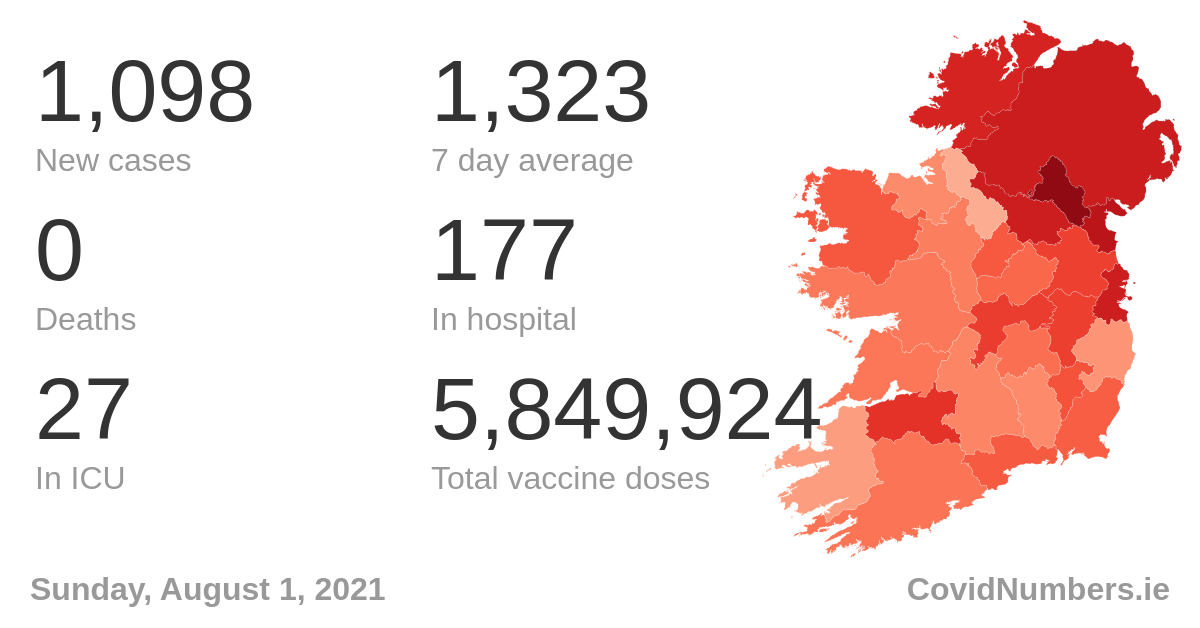 1,098
New cases
1,323
7 day average
0
Deaths
177
In hospital
27
In ICU
5,849,924
Total vaccine doses
Sunday, August 1, 2021
CovidNumbers.ie